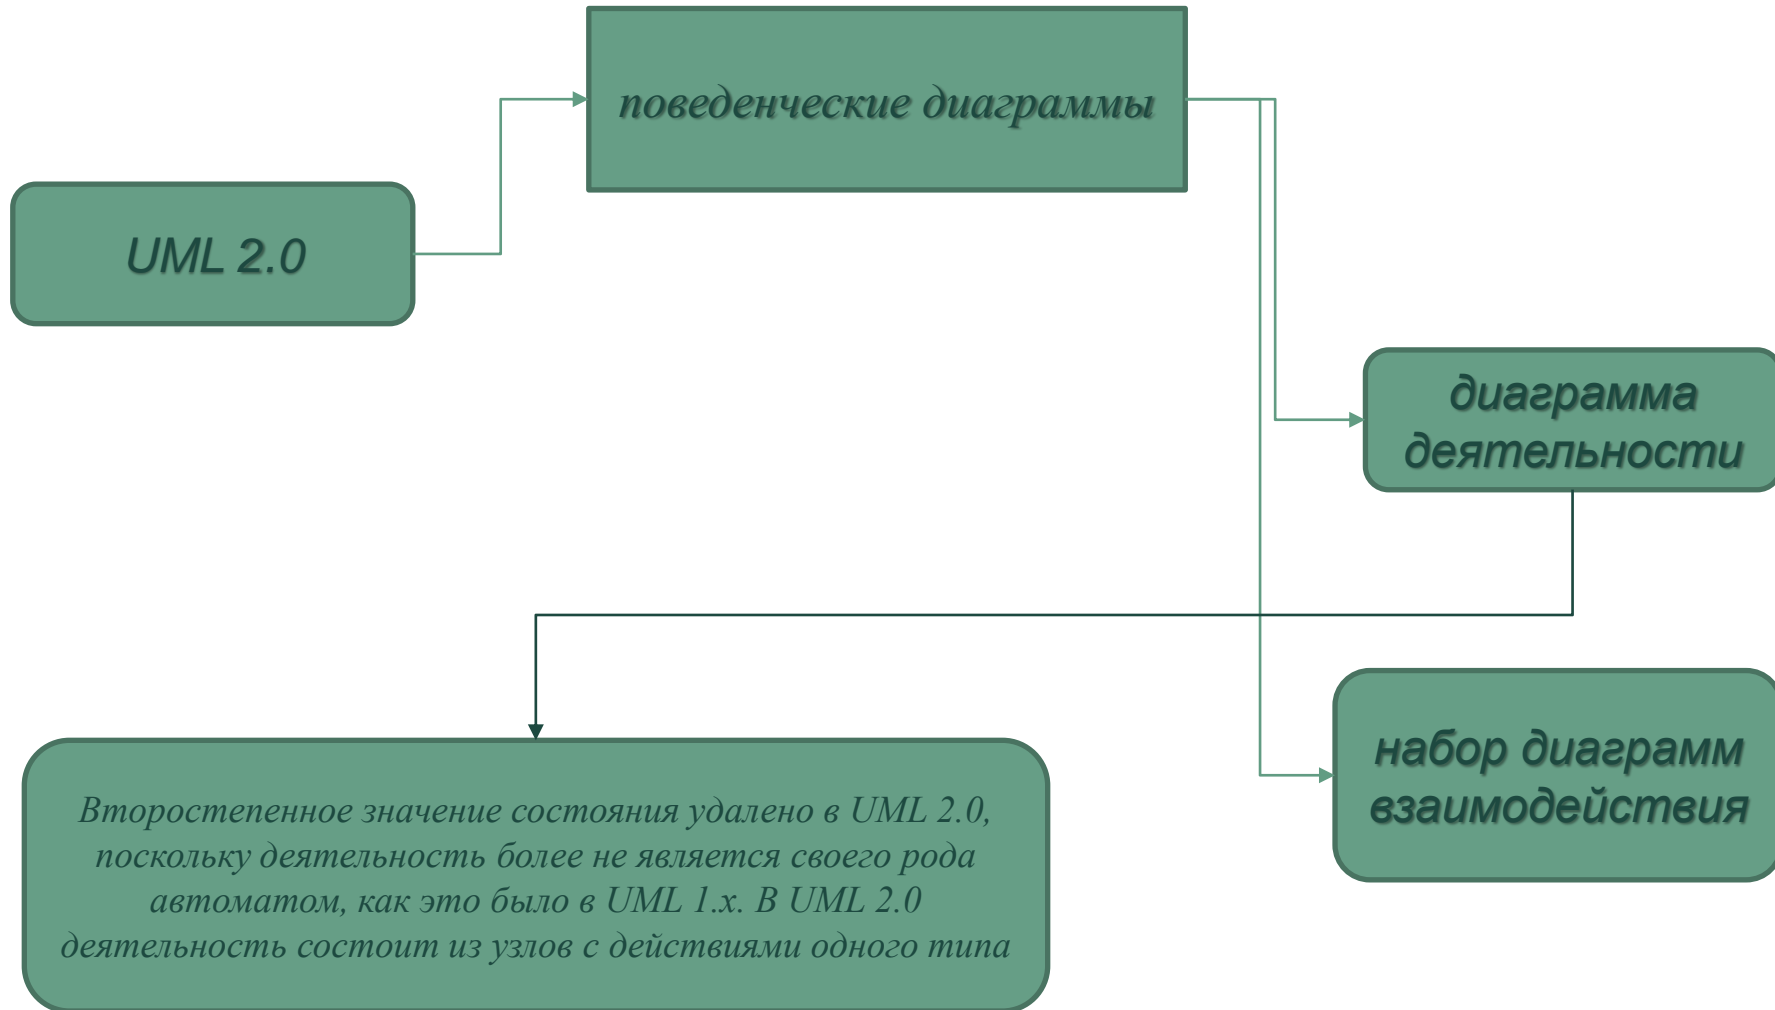 поведенческие диаграммы
UML 2.0
диаграмма
деятельности
набор диаграмм
взаимодействия
Второстепенное значение состояния удалено в UML 2.0,
поскольку деятельность более не является своего рода
автоматом, как это было в UML 1.x. В UML 2.0
деятельность состоит из узлов с действиями одного типа